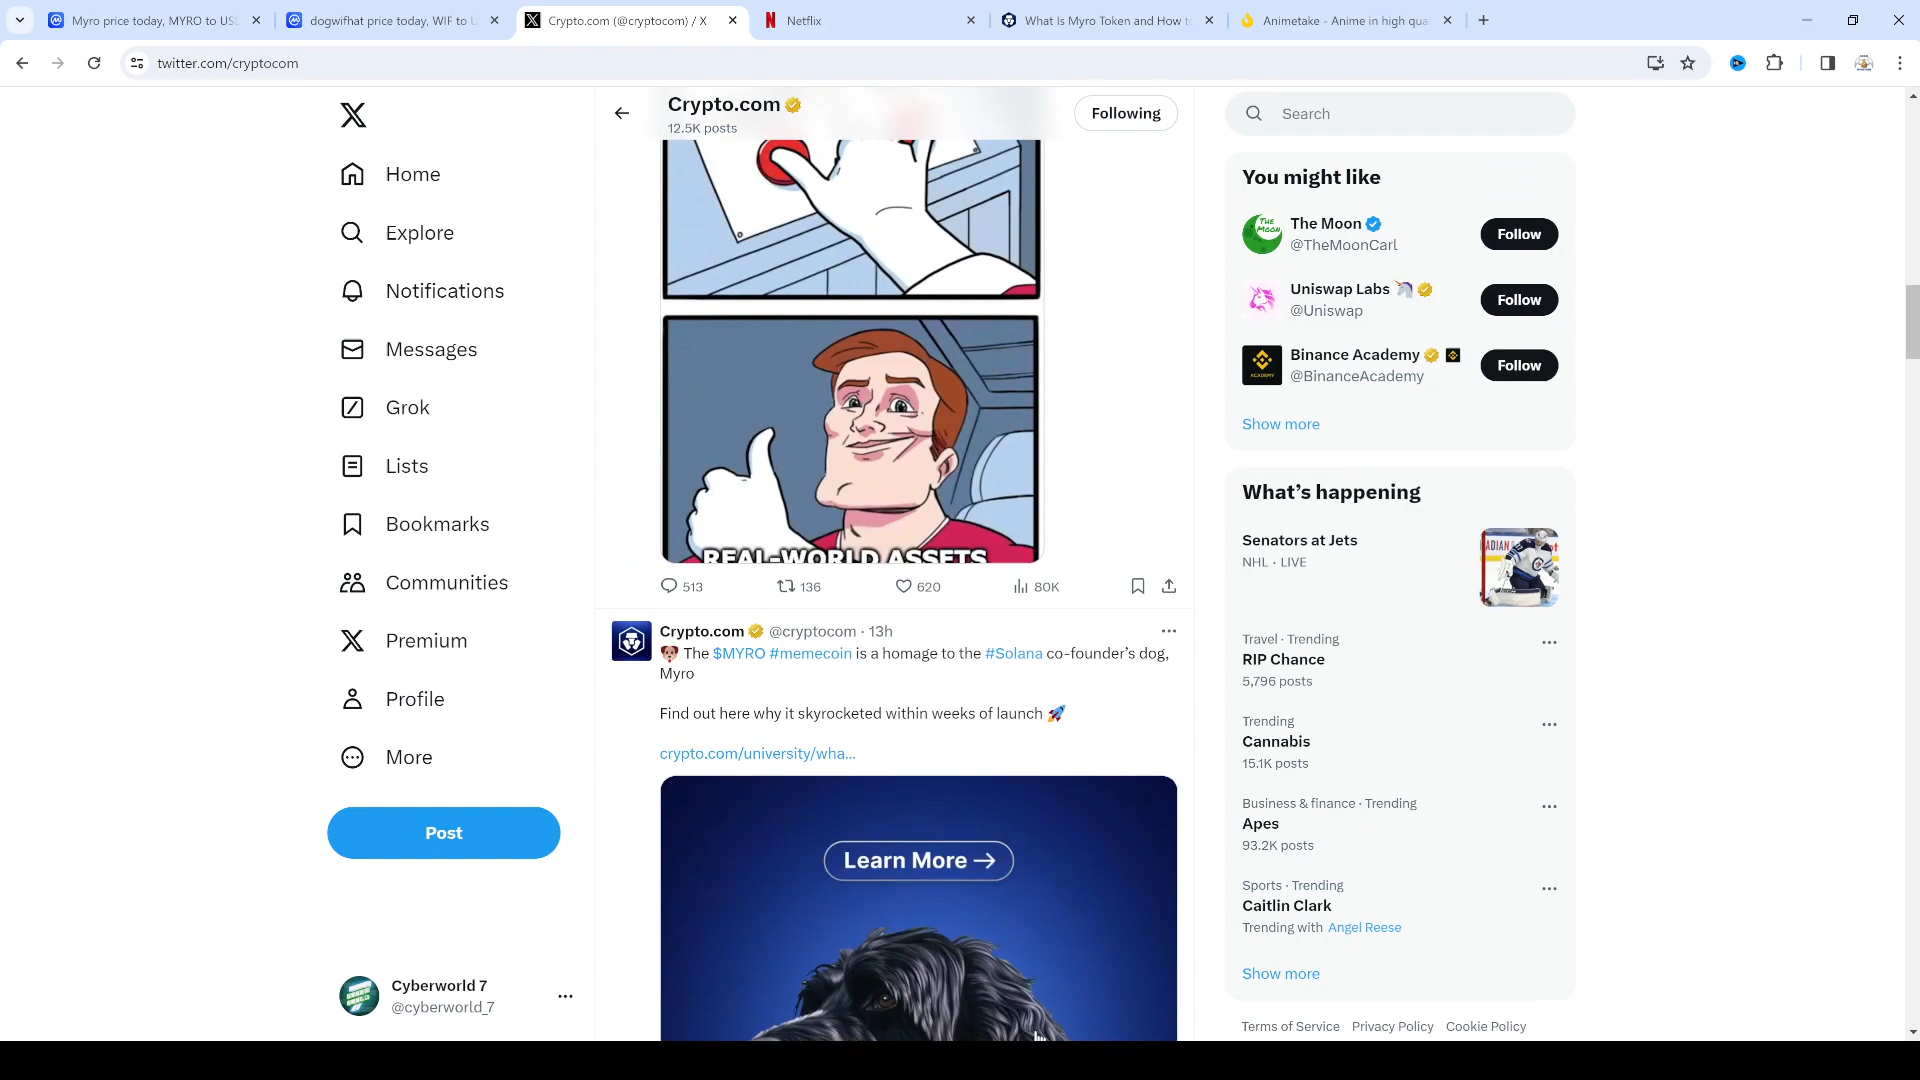 Myro price today, MYRO to US
dogwifhat price today, WIF to U
Crypto.com (@cryptocom) / X
Netflix
What Is Myro Token and How to
Animetake - Anime in high qua
twitter.com/cryptocom
Home
Explore
Notifications
Messages
Grok
Lists
Bookmarks
Communities
Premium
Profile
More
Post
Cyberworld 7
@cyberworld_7
Crypto.com
12.5K posts
Following
REAL-WORLD ASSETS
513
136
620
80K
Crypto.com @cryptocom · 13h
The $MYRO #memecoin is a homage to the #Solana co-founder’s dog,
Myro
Find out here why it skyrocketed within weeks of launch
crypto.com/university/wha…
Learn More →
Search
You might like
THE MOON
The Moon
@TheMoonCarl
Follow
Uniswap Labs
@Uniswap
Follow
ACADEMY
Binance Academy
@BinanceAcademy
Follow
Show more
What’s happening
Senators at Jets
NHL · LIVE
Travel · Trending
RIP Chance
5,796 posts
Trending
Cannabis
15.1K posts
Business & finance · Trending
Apes
93.2K posts
Sports · Trending
Caitlin Clark
Trending with Angel Reese
Show more
Terms of Service Privacy Policy Cookie Policy